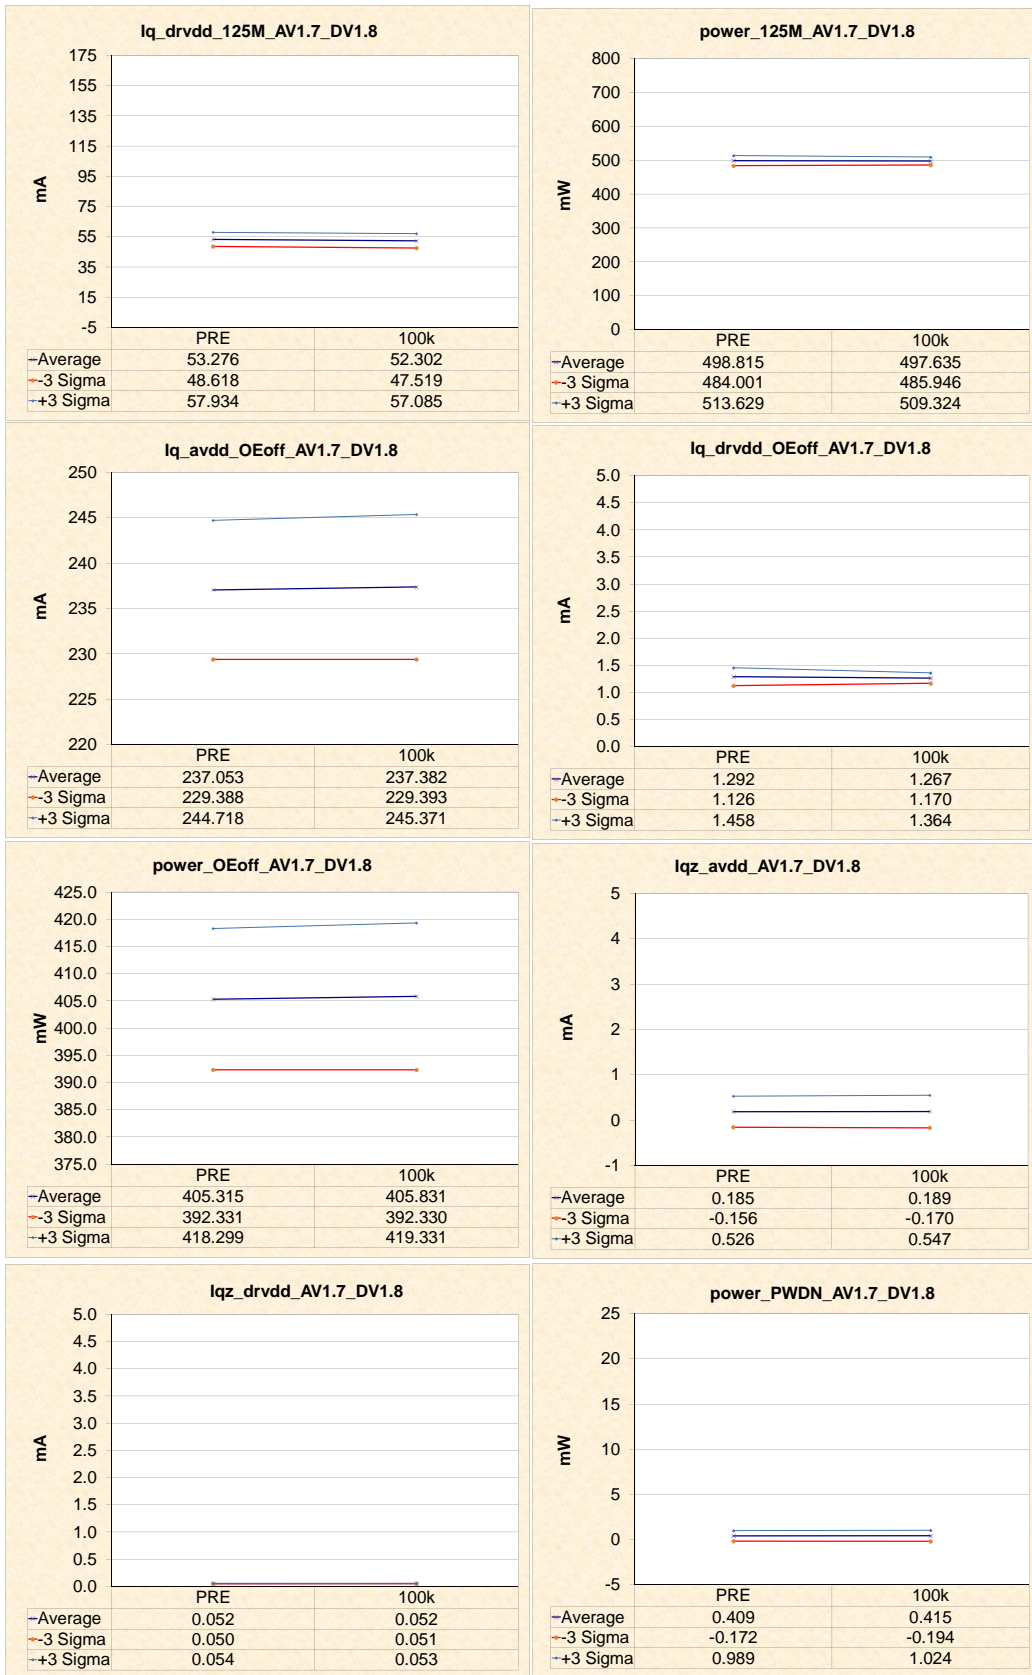 Iq_drvdd_125M_AV1.7_DV1.8
175
155
135
115
95
75
55
35
15
-5
mA
PRE 100k
Average 53.276 52.302
-3 Sigma 48.618 47.519
+3 Sigma 57.934 57.085
power_125M_AV1.7_DV1.8
800
700
600
500
400
300
200
100
0
mW
PRE 100k
Average 498.815 497.635
-3 Sigma 484.001 485.946
+3 Sigma 513.629 509.324
Iq_avdd_OEoff_AV1.7_DV1.8
250
245
240
235
230
225
220
mA
PRE 100k
Average 237.053 237.382
-3 Sigma 229.388 229.393
+3 Sigma 244.718 245.371
Iq_drvdd_OEoff_AV1.7_DV1.8
5.0
4.5
4.0
3.5
3.0
2.5
2.0
1.5
1.0
0.5
0.0
mA
PRE 100k
Average 1.292 1.267
-3 Sigma 1.126 1.170
+3 Sigma 1.458 1.364
power_OEoff_AV1.7_DV1.8
425.0
420.0
415.0
410.0
405.0
400.0
395.0
390.0
385.0
380.0
375.0
mW
PRE 100k
Average 405.315 405.831
-3 Sigma 392.331 392.330
+3 Sigma 418.299 419.331
Iqz_avdd_AV1.7_DV1.8
5
4
3
2
1
0
-1
mA
PRE 100k
Average 0.185 0.189
-3 Sigma -0.156 -0.170
+3 Sigma 0.526 0.547
Iqz_drvdd_AV1.7_DV1.8
5.0
4.5
4.0
3.5
3.0
2.5
2.0
1.5
1.0
0.5
0.0
mA
PRE 100k
Average 0.052 0.052
-3 Sigma 0.050 0.051
+3 Sigma 0.054 0.053
power_PWDN_AV1.7_DV1.8
25
20
15
10
5
0
-5
mW
PRE 100k
Average 0.409 0.415
-3 Sigma -0.172 -0.194
+3 Sigma 0.989 1.024